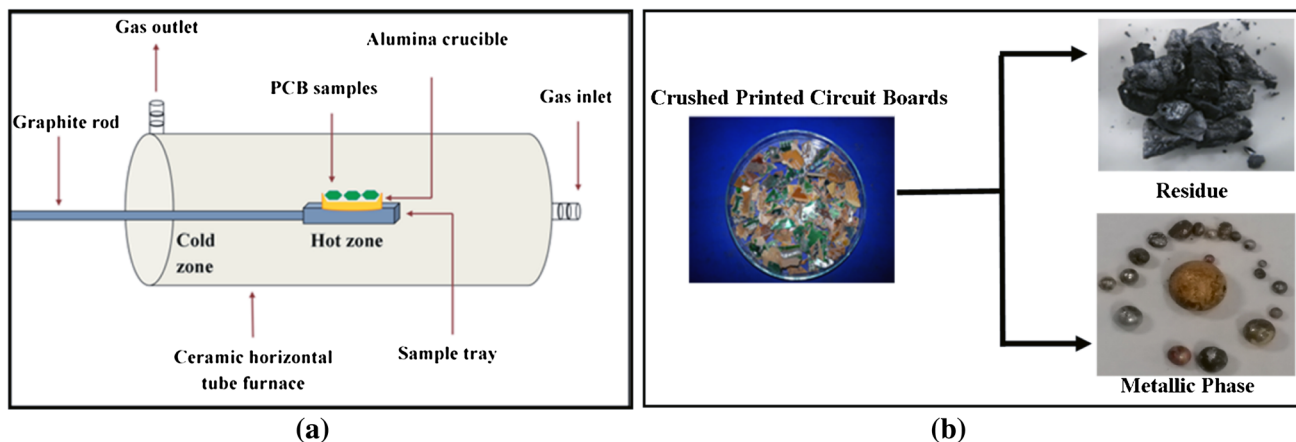 Gas outlet
Alumina crucible
PCB samples
Gas inlet
Graphite rod
Cold
zone
Hot zone
Ceramic horizontal
tube furnace
Sample tray
(a)
Crushed Printed Circuit Boards
Residue
Metallic Phase
(b)